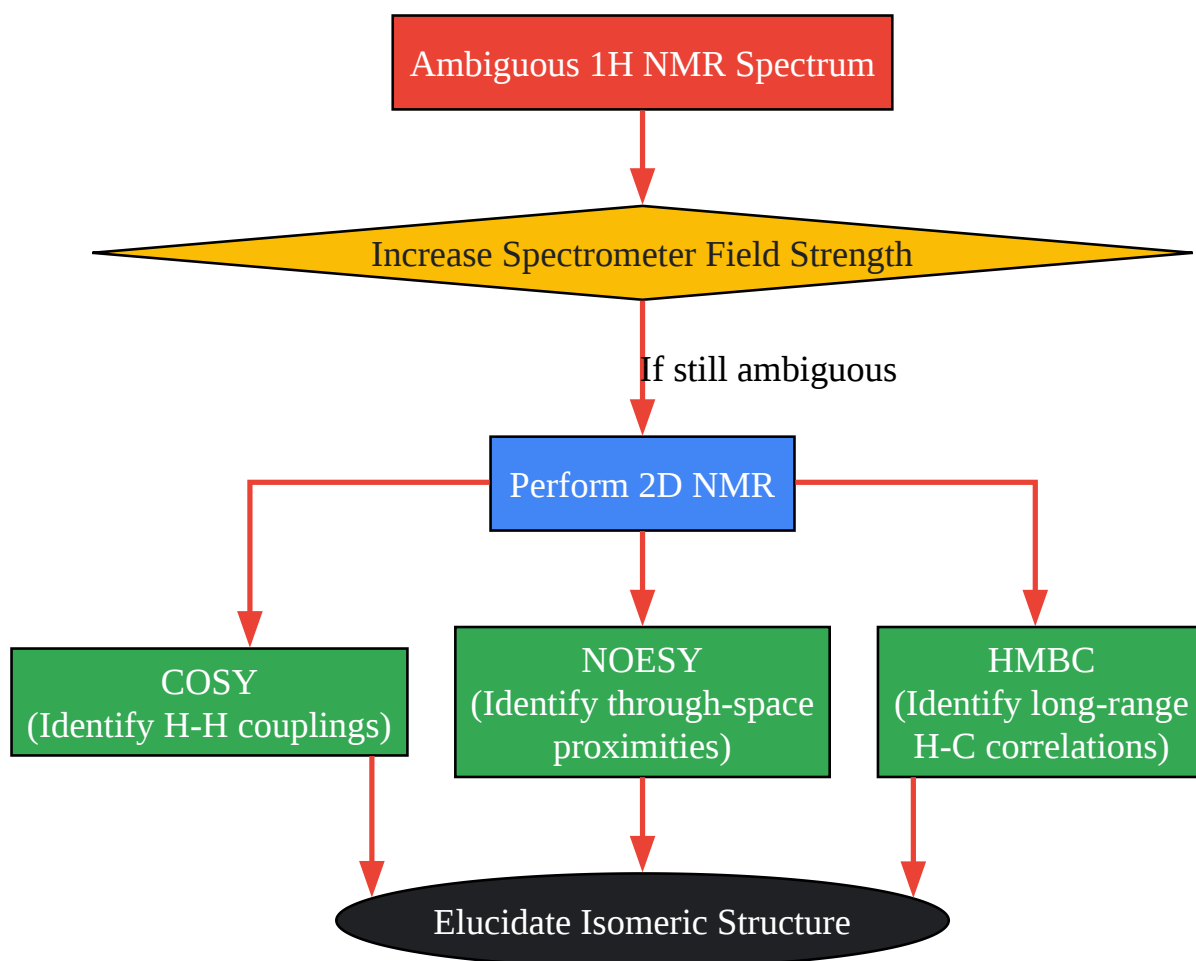 Ambiguous 1H NMR Spectrum
Increase Spectrometer Field Strength
If still ambiguous
Perform 2D NMR
COSY
(Identify H-H couplings)
NOESY
(Identify through-space
proximities)
HMBC
(Identify long-range
H-C correlations)
Elucidate Isomeric Structure